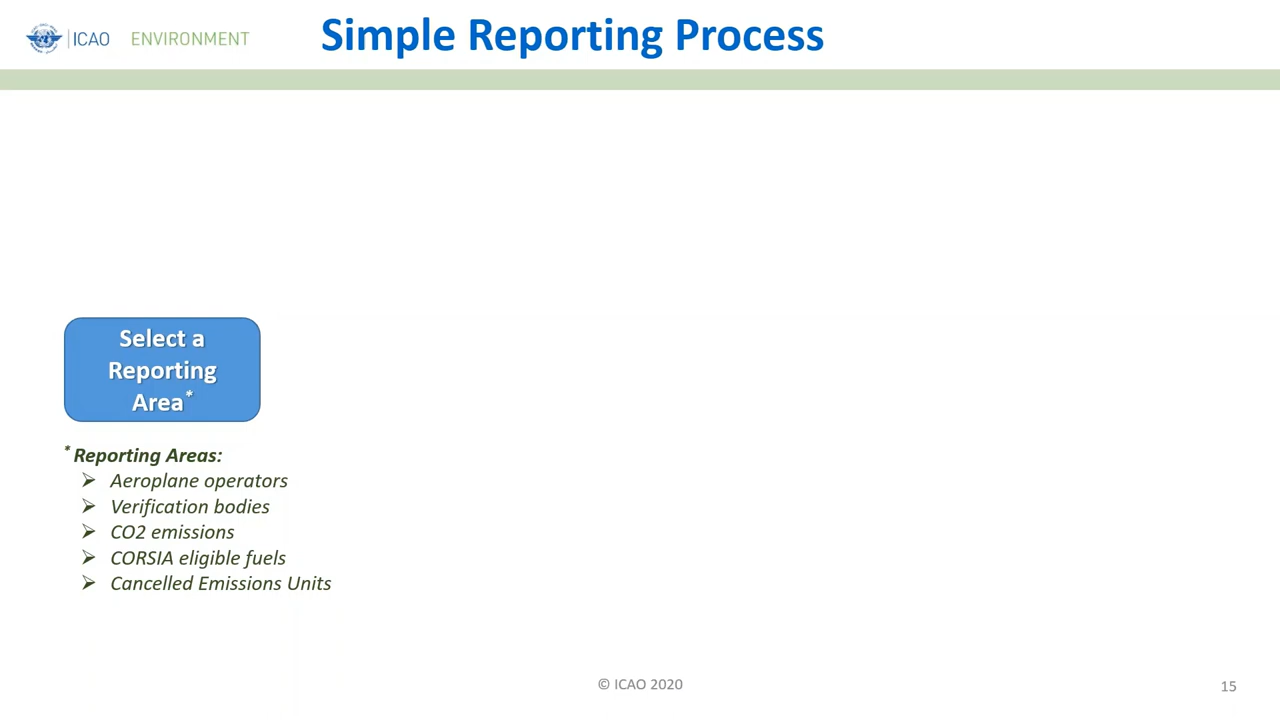 ICAO ENVIRONMENT
Simple Reporting Process
Select a
Reporting
Area*
* Reporting Areas:
➢ Aeroplane operators
➢ Verification bodies
➢ CO2 emissions
➢ CORSIA eligible fuels
➢ Cancelled Emissions Units
© ICAO 2020
15